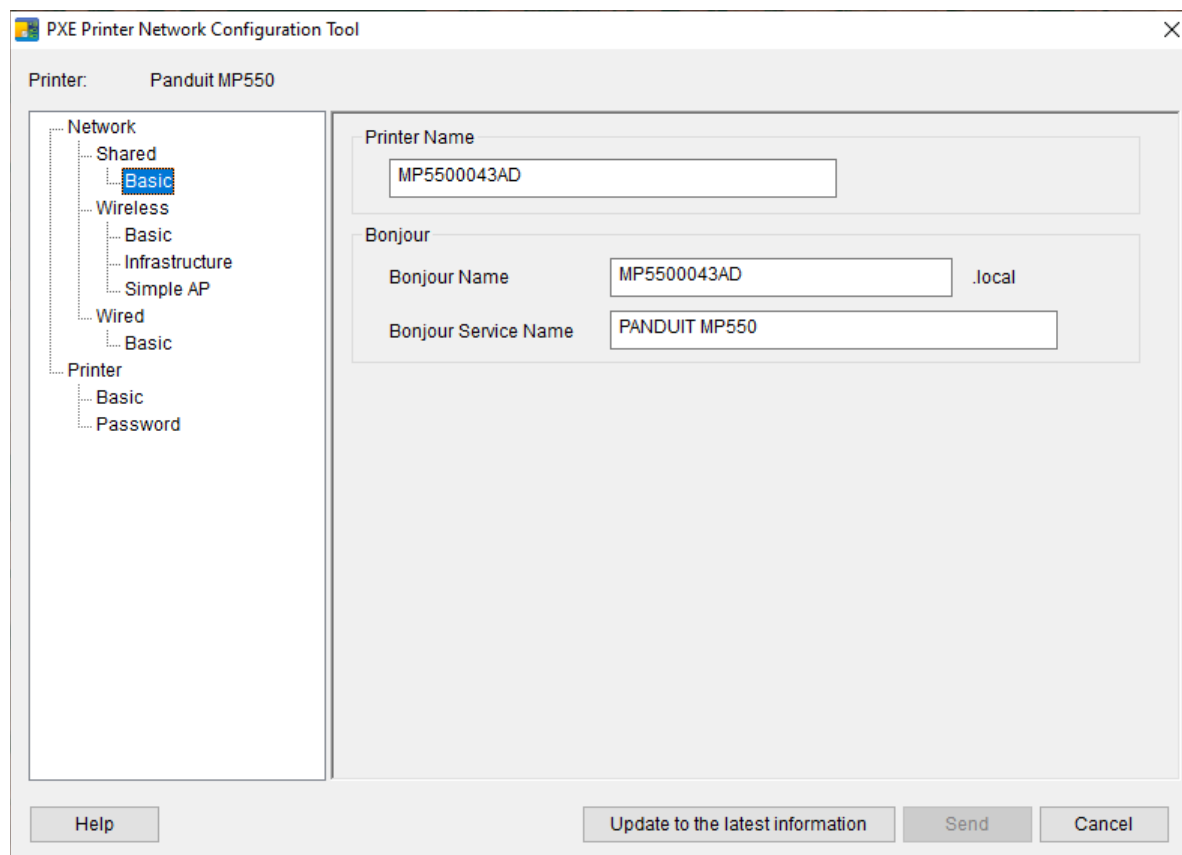 PXE Printer Network Configuration Tool
Printer: Panduit MP550
Network
Shared
Basic
Wireless
Basic
Infrastructure
Simple AP
Wired
Basic
Printer
Basic
Password
Printer Name
MP5500043AD
Bonjour
Bonjour Name MP5500043AD .local
Bonjour Service Name PANDUIT MP550
Help Update to the latest information Send Cancel